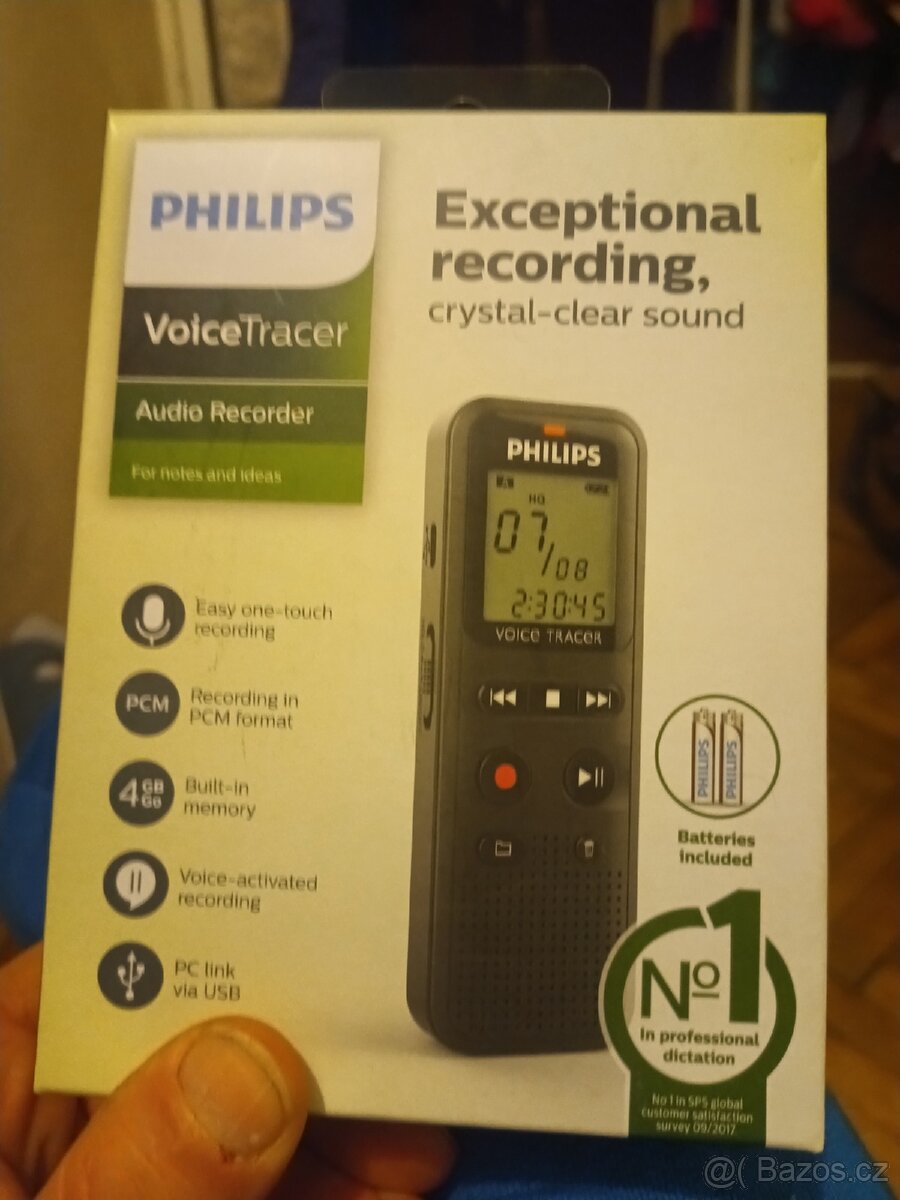 PHILIPS
VoiceTracer
Audio Recorder
For notes and ideas
Exceptional
recording,
crystal-clear sound
PHILIPS
HQ
07/08
2:30:45
VOICE TRACER
Easy one-touch
recording
PCM
Recording in
PCM format
4 GB
Go
Built-in
memory
Voice-activated
recording
PC link
via USB
PHILIPS
PHILIPS
Batteries
included
Nº1
In professional
dictation
No 1 in SPS global
customer satisfaction
survey 09/2017
@( Bazos.cz